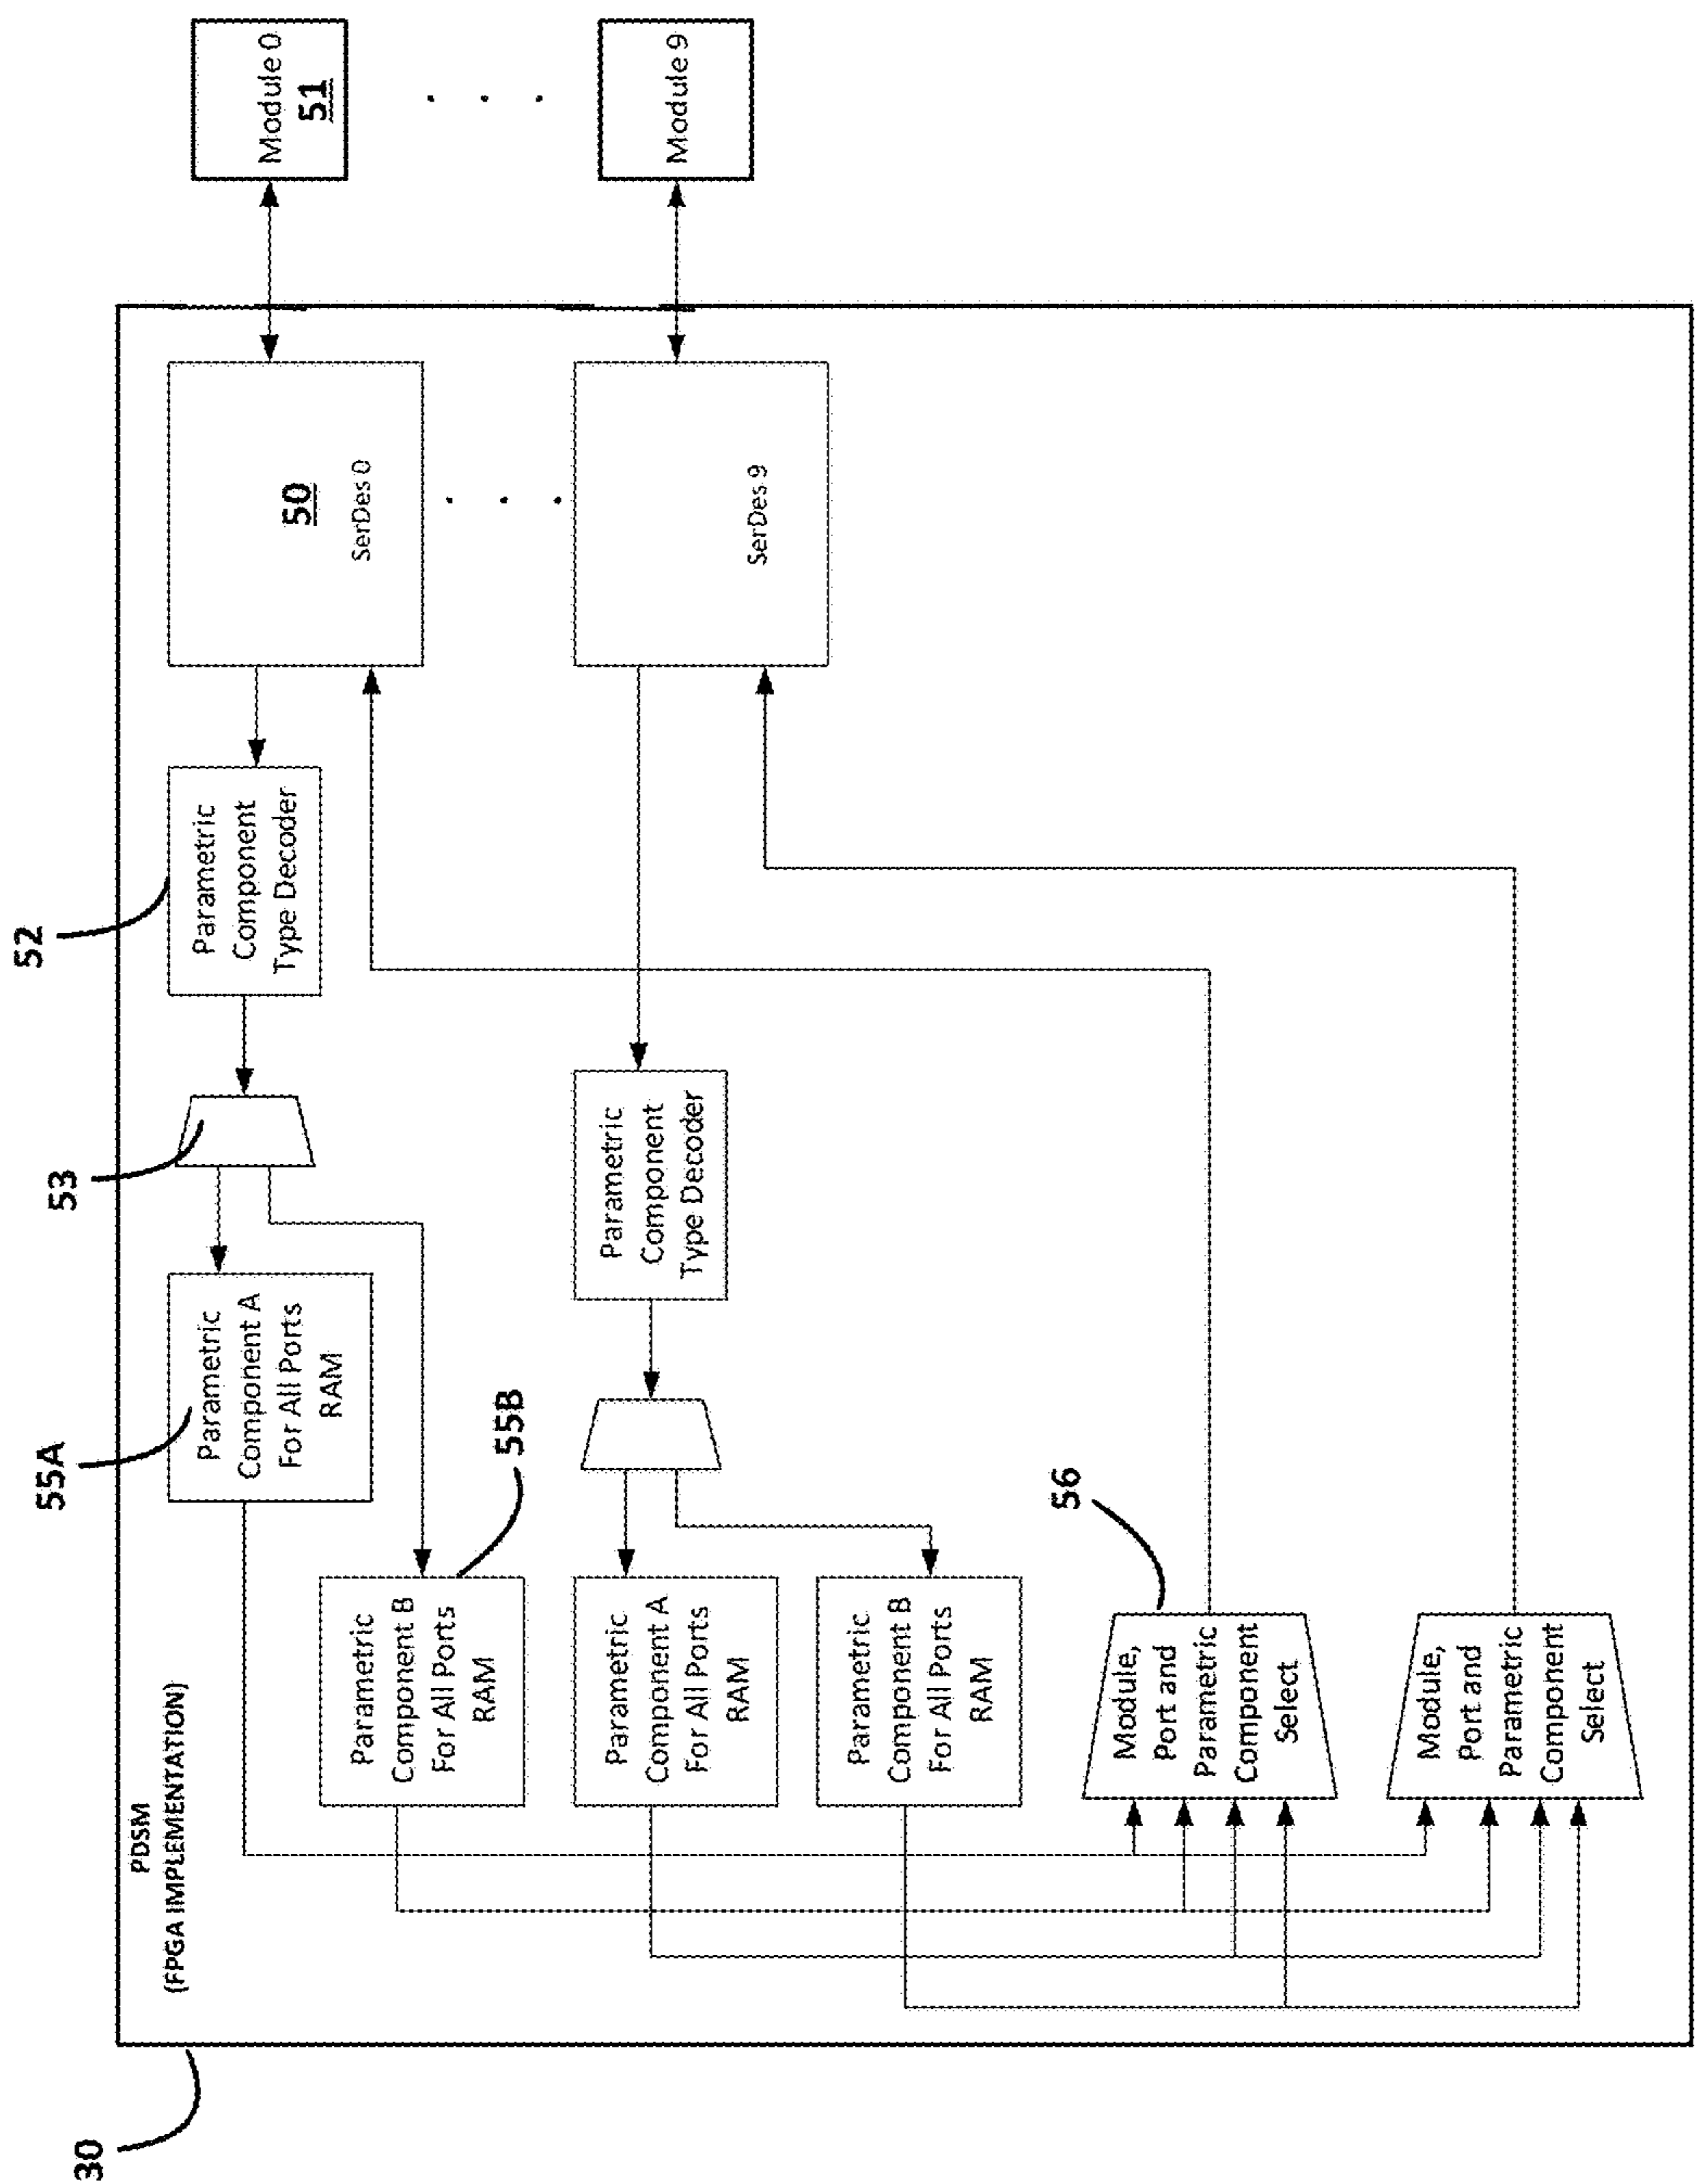 30
PDSM
(FPGA IMPLEMENTATION)
55A
Parametric
Component A
For All Ports
RAM
53
52
Parametric
Component
Type Decoder
50
SerDes 0
Module 0
51
Parametric
Component B
For All Ports
RAM
55B
Parametric
Component A
For All Ports
RAM
Parametric
Component
Type Decoder
SerDes 9
Module 9
Parametric
Component B
For All Ports
RAM
56
Module,
Port and
Parametric
Component
Select
Module,
Port and
Parametric
Component
Select